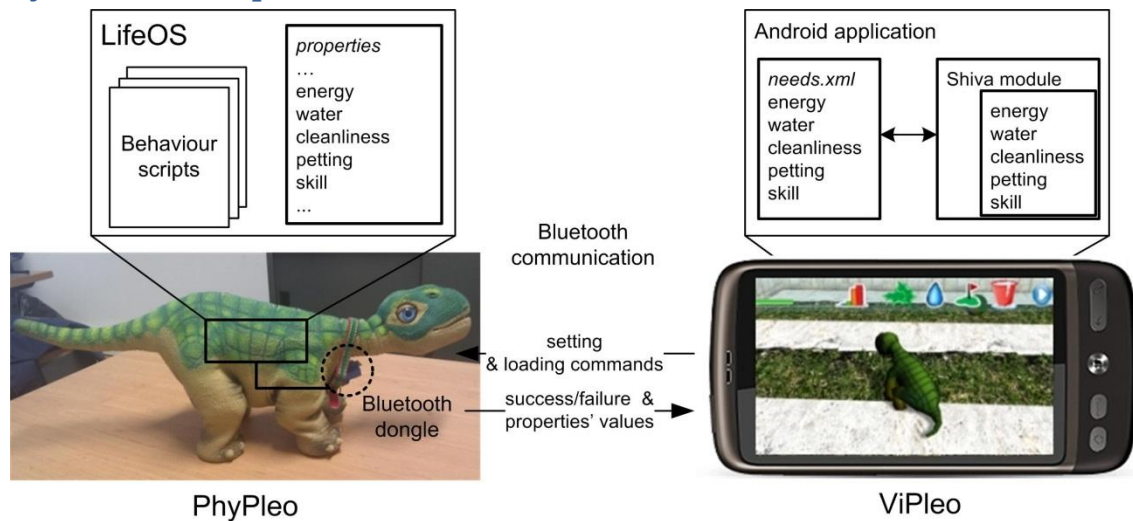 LifeOS
Behaviour
scripts
properties
…
energy
water
cleanliness
petting
skill
...
Android application
needs.xml
energy
water
cleanliness
petting
skill
Shiva module
energy
water
cleanliness
petting
skill
Bluetooth
communication
setting
& loading commands
success/failure &
properties' values
Bluetooth
dongle
PhyPleo
ViPleo